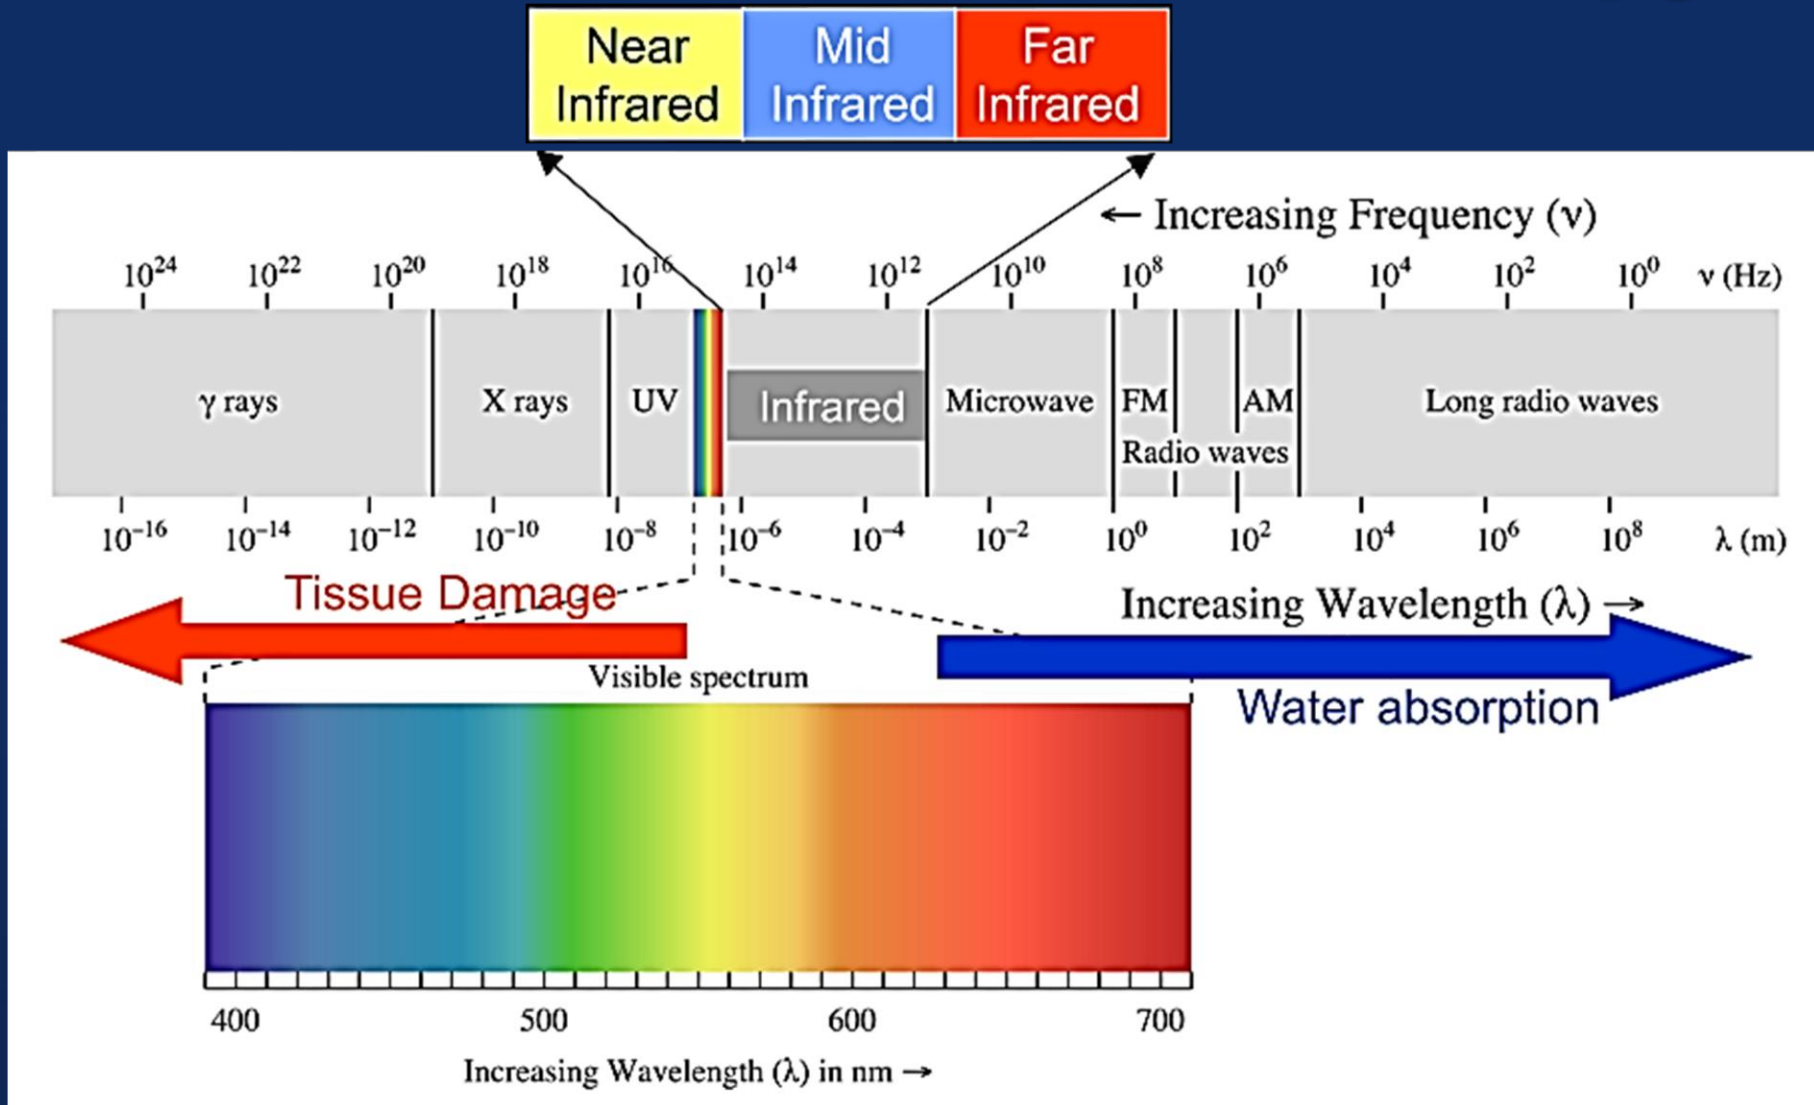 Near Infrared
Mid Infrared
Far Infrared
← Increasing Frequency (ν)
10²⁴ 10²² 10²⁰ 10¹⁸ 10¹⁶ 10¹⁴ 10¹² 10¹⁰ 10⁸ 10⁶ 10⁴ 10² 10⁰ ν (Hz)
γ rays X rays UV Infrared Microwave FM AM Long radio waves
Radio waves
10⁻¹⁶ 10⁻¹⁴ 10⁻¹² 10⁻¹⁰ 10⁻⁸ 10⁻⁶ 10⁻⁴ 10⁻² 10⁰ 10² 10⁴ 10⁶ 10⁸ λ (m)
Tissue Damage
Increasing Wavelength (λ) →
Visible spectrum
Water absorption
400 500 600 700
Increasing Wavelength (λ) in nm →